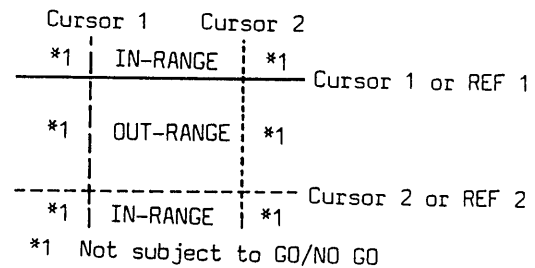 Cursor 1 Cursor 2
*1 IN-RANGE *1
Cursor 1 or REF 1
*1 OUT-RANGE *1
Cursor 2 or REF 2
*1 IN-RANGE *1
*1 Not subject to GO/NO GO